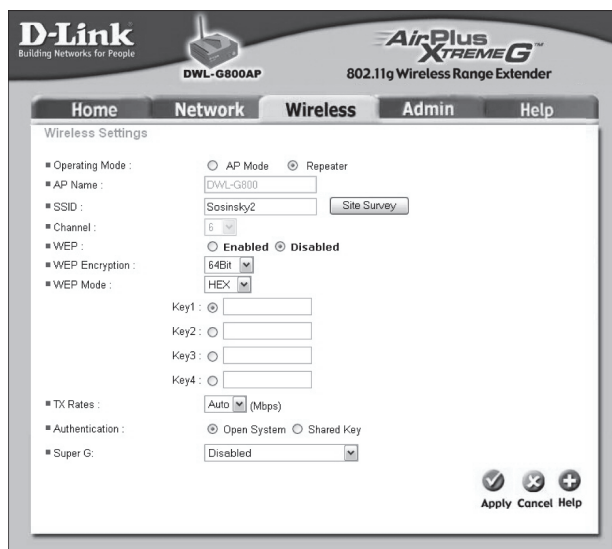 D-Link
Building Networks for People
DWL-G800AP
AirPlus
XTREME G™
802.11g Wireless Range Extender
Home Network Wireless Admin Help
Wireless Settings
Operating Mode : AP Mode Repeater
AP Name : DWL-G800
SSID : Sosinsky2 Site Survey
Channel : 6
WEP : Enabled Disabled
WEP Encryption : 64Bit
WEP Mode : HEX
Key1 :
Key2 :
Key3 :
Key4 :
TX Rates : Auto (Mbps)
Authentication : Open System Shared Key
Super G: Disabled
Apply Cancel Help